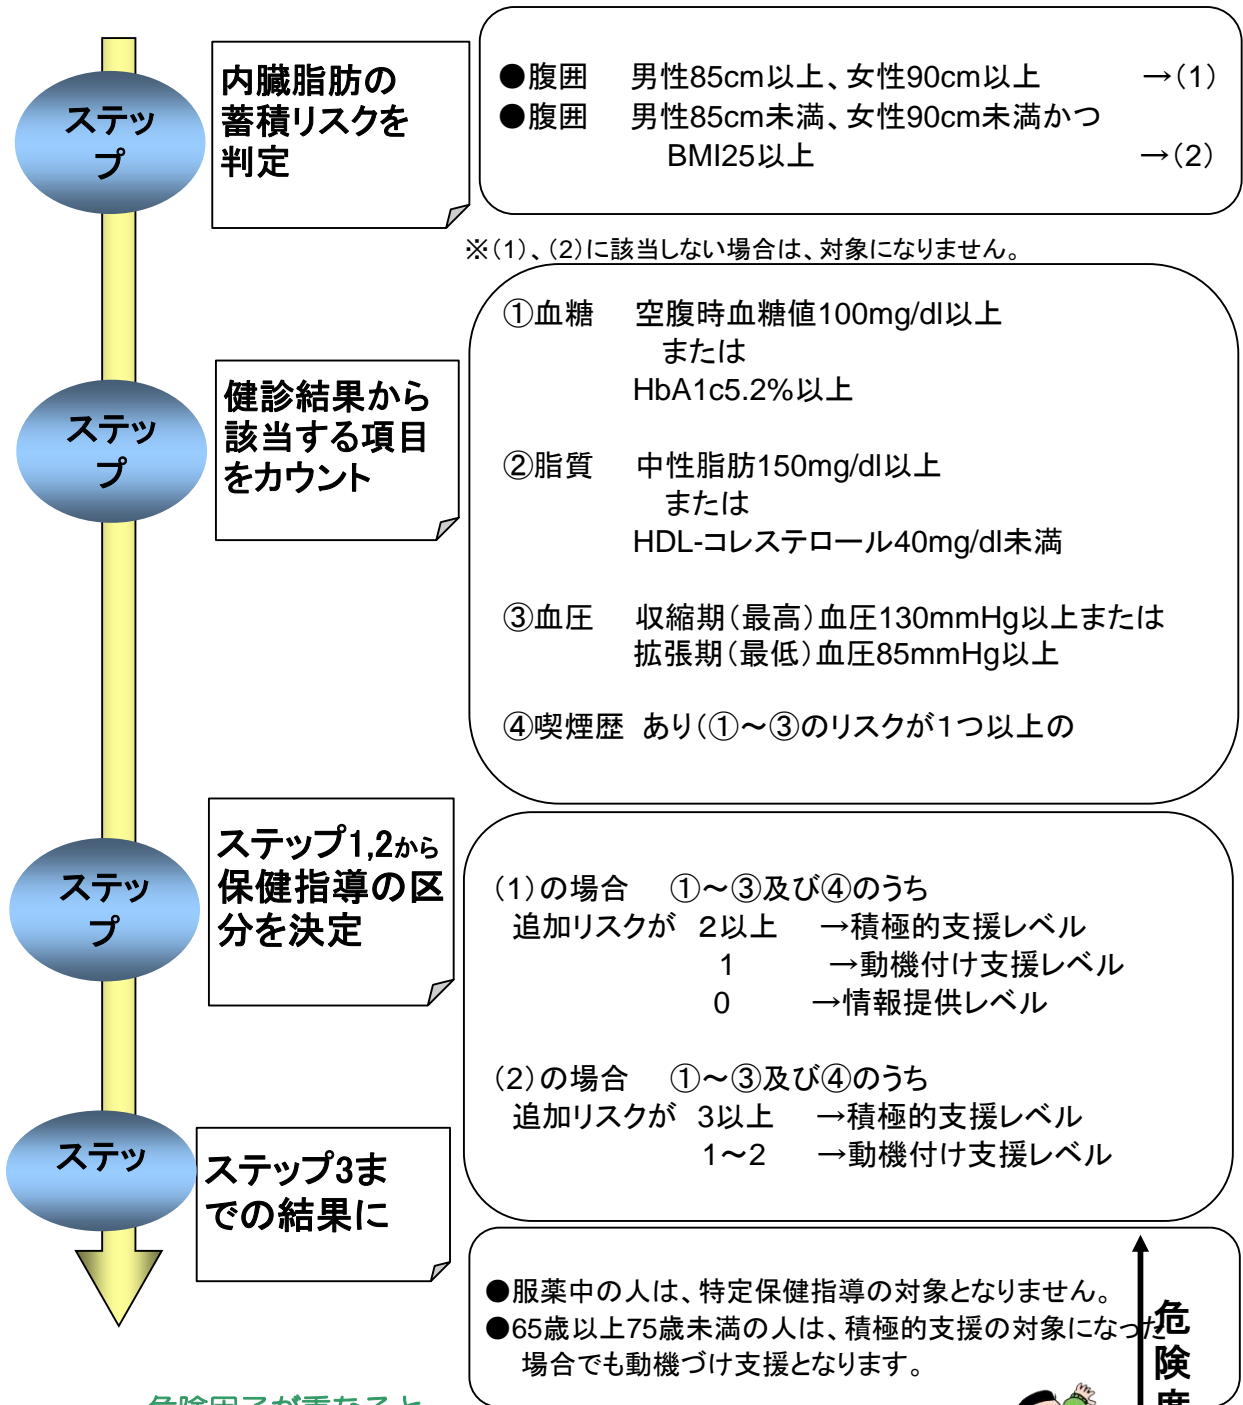 ステッ
プ
内臓脂肪の
蓄積リスクを
判定
●腹囲 男性85cm以上、女性90cm以上 →(1)
●腹囲 男性85cm未満、女性90cm未満かつ
BMI25以上 →(2)
※(1)、(2)に該当しない場合は、対象になりません。
ステッ
プ
健診結果から
該当する項目
をカウント
①血糖 空腹時血糖値100mg/dl以上
または
HbA1c5.2%以上
②脂質 中性脂肪150mg/dl以上
または
HDL-コレステロール40mg/dl未満
③血圧 収縮期(最高)血圧130mmHg以上または
拡張期(最低)血圧85mmHg以上
④喫煙歴 あり(①~③のリスクが1つ以上の
ステッ
プ
ステップ1,2から
保健指導の区
分を決定
(1)の場合 ①~③及び④のうち
追加リスクが 2以上 →積極的支援レベル
1 →動機付け支援レベル
0 →情報提供レベル
(2)の場合 ①~③及び④のうち
追加リスクが 3以上 →積極的支援レベル
1~2 →動機付け支援レベル
ステッ
ステップ3ま
での結果に
●服薬中の人は、特定保健指導の対象となりません。
●65歳以上75歳未満の人は、積極的支援の対象になった
場合でも動機づけ支援となります。
危険度
危険因子が重なると